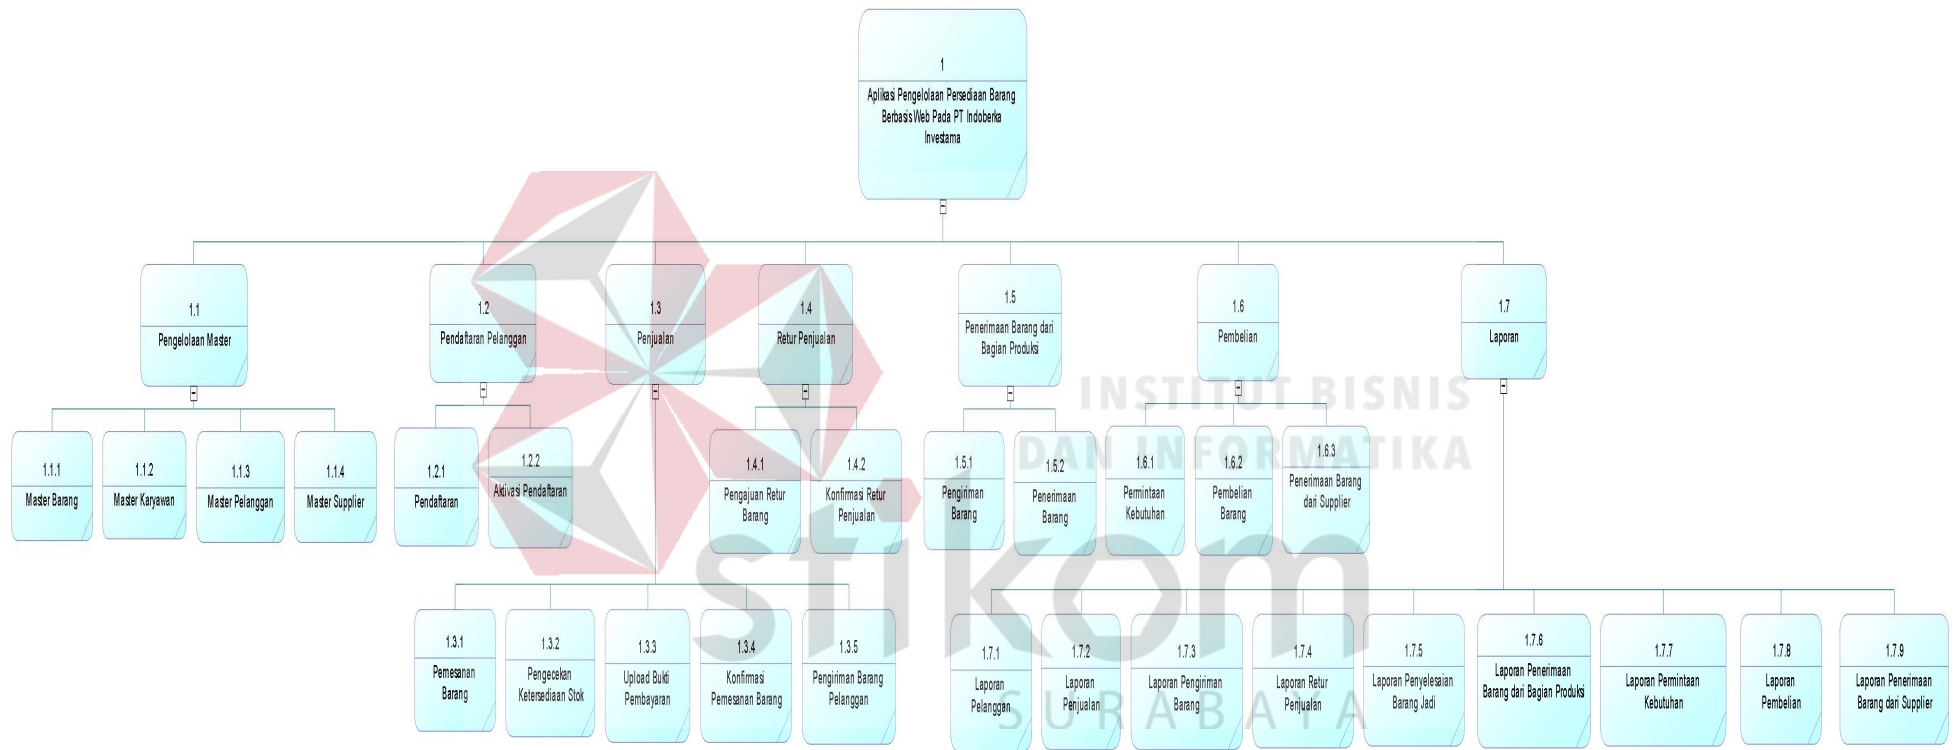 1
Aplikasi Pengelolaan Persediaan Barang
Berbasis Web Pada PT Indoberka
Investama
1.1
Pengelolaan Master
1.2
Pendaftaran Pelanggan
1.3
Penjualan
1.4
Retur Penjualan
1.5
Penerimaan Barang dari
Bagian Produksi
1.6
Pembelian
1.7
Laporan
1.1.1
Master Barang
1.1.2
Master Karyawan
1.1.3
Master Pelanggan
1.1.4
Master Supplier
1.2.1
Pendaftaran
1.2.2
Aktivasi Pendaftaran
1.4.1
Pengajuan Retur
Barang
1.4.2
Konfirmasi Retur
Penjualan
1.5.1
Pengiriman
Barang
1.5.2
Penerimaan
Barang
1.6.1
Permintaan
Kebutuhan
1.6.2
Pembelian
Barang
1.6.3
Penerimaan Barang
dari Supplier
1.3.1
Pemesanan
Barang
1.3.2
Pengecekan
Ketersediaan Stok
1.3.3
Upload Bukti
Pembayaran
1.3.4
Konfirmasi
Pemesanan Barang
1.3.5
Pengiriman Barang
Pelanggan
1.7.1
Laporan
Pelanggan
1.7.2
Laporan
Penjualan
1.7.3
Laporan Pengiriman
Barang
1.7.4
Laporan Retur
Penjualan
1.7.5
Laporan Penyelesaian
Barang Jadi
1.7.6
Laporan Penerimaan
Barang dari Bagian Produksi
1.7.7
Laporan Permintaan
Kebutuhan
1.7.8
Laporan
Pembelian
1.7.9
Laporan Penerimaan
Barang dari Supplier
INSTITUT BISNIS
DAN INFORMATIKA
stikom
SURABAYA